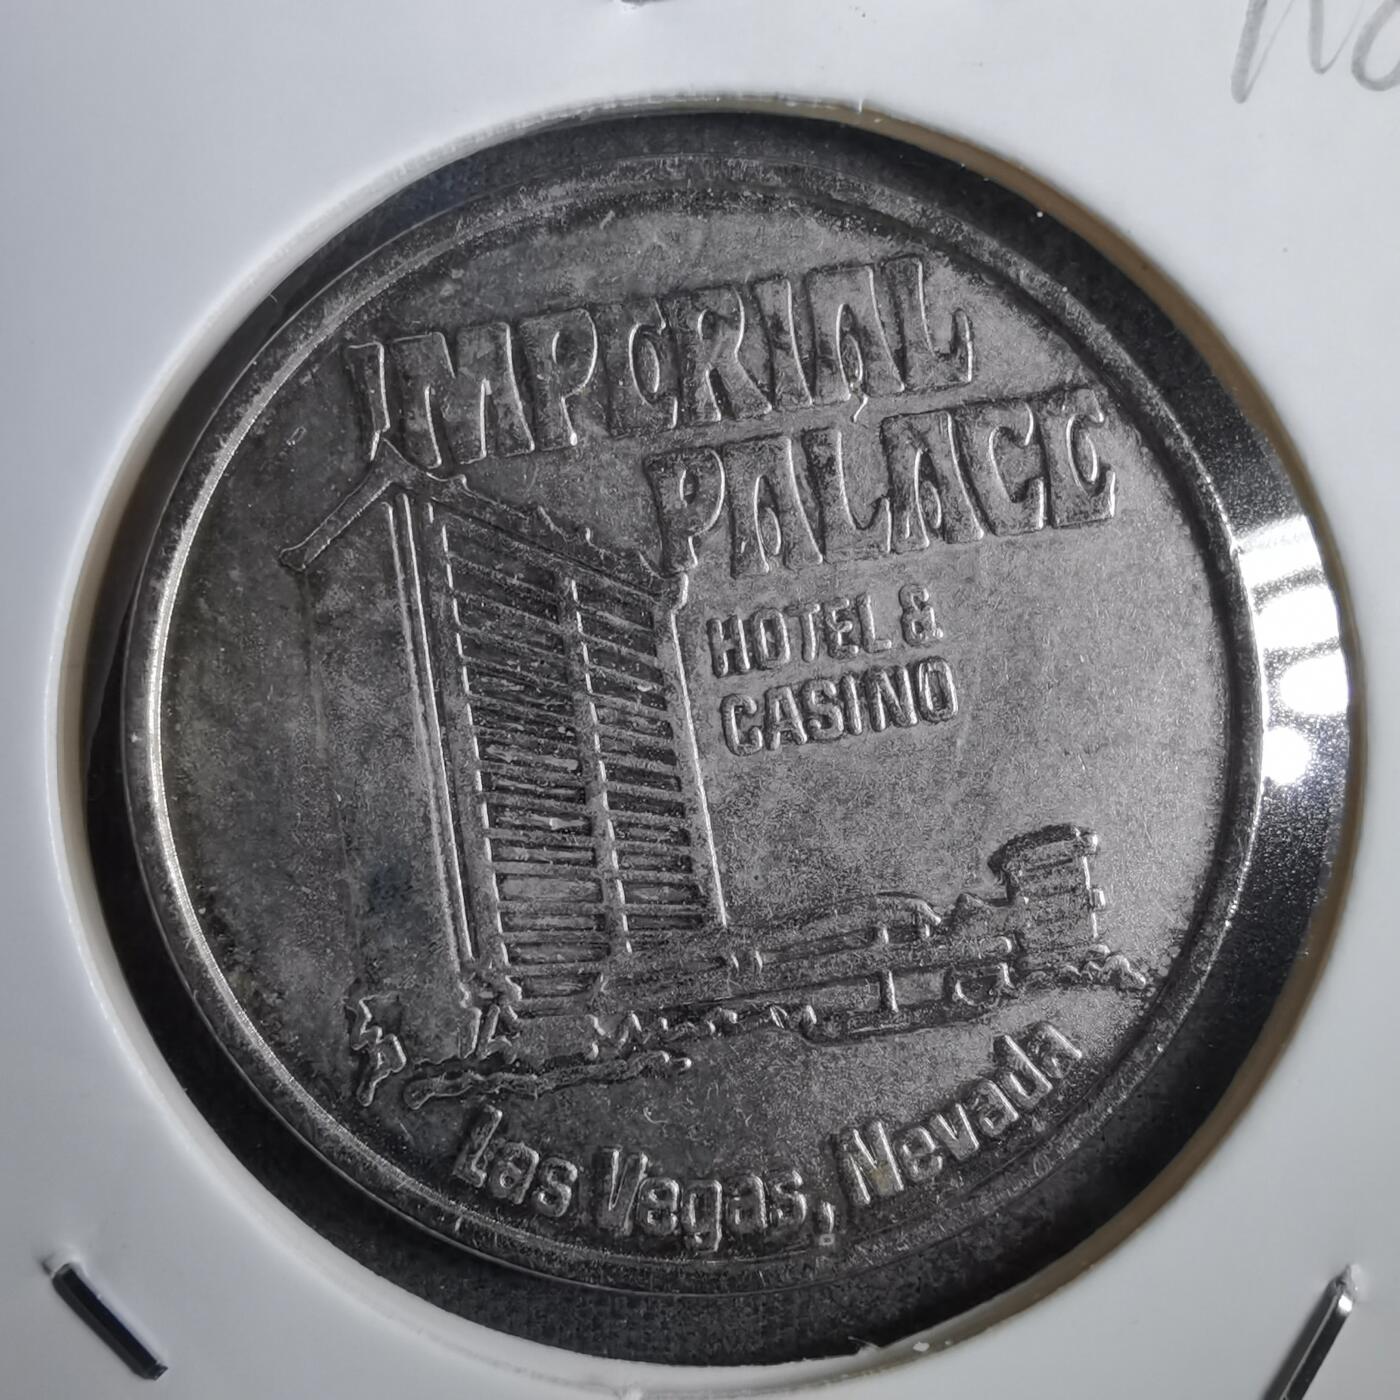 IMPERIAL
PALACE
HOTEL &
CASINO
Las Vegas, Nevada